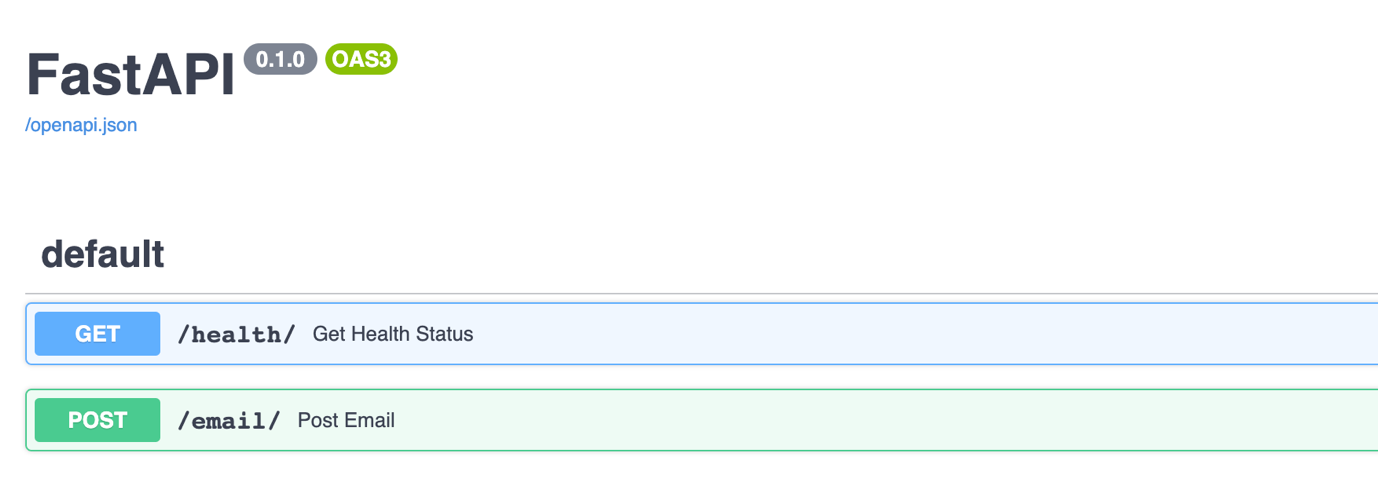 FastAPI 0.1.0 OAS3
/openapi.json
default
GET /health/ Get Health Status
POST /email/ Post Email